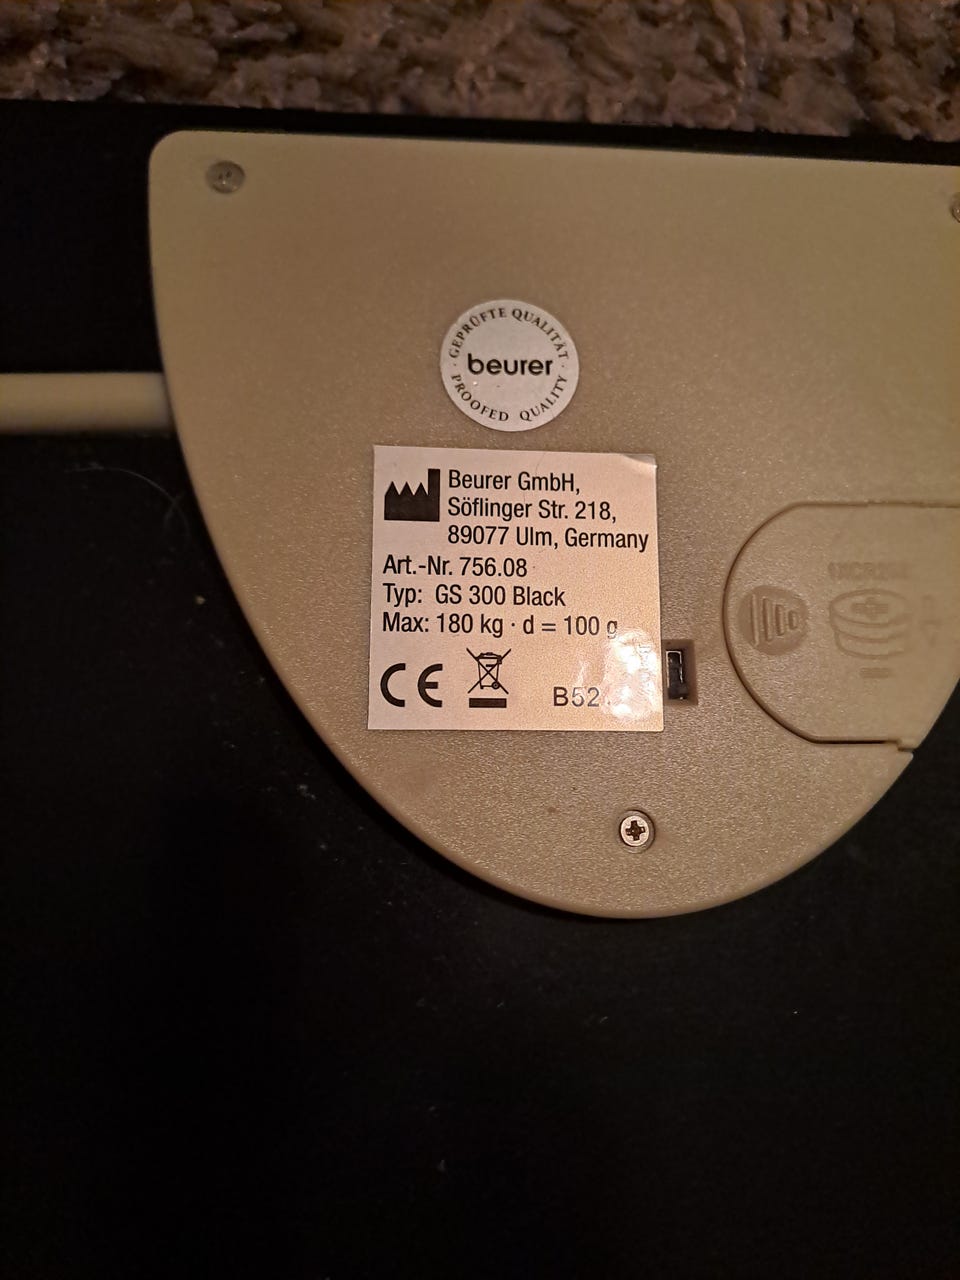 GEPRÜFTE QUALITÄT
beurer
PROOFED QUALITY
Beurer GmbH,
Söflinger Str. 218,
89077 Ulm, Germany
Art.-Nr. 756.08
Typ: GS 300 Black
Max: 180 kg · d = 100 g
CE